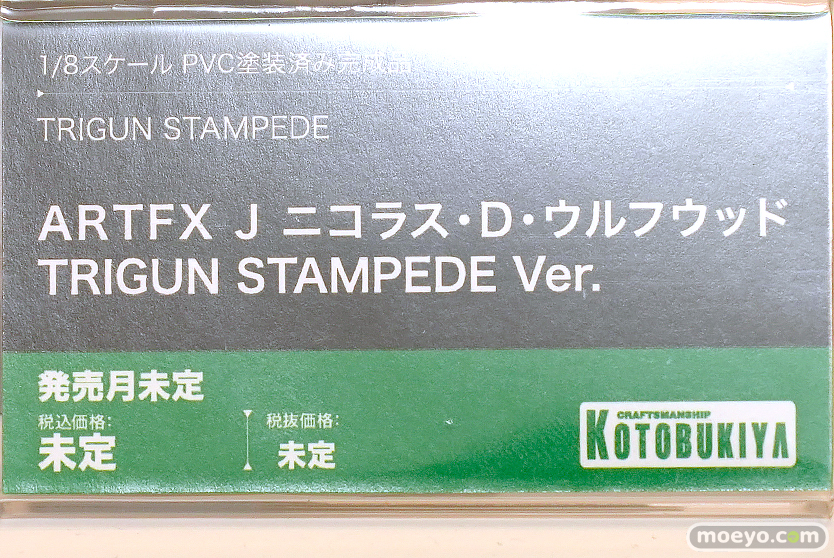 1/8スケール PVC塗装済み完成品
TRIGUN STAMPEDE
ARTFX J ニコラス・D・ウルフウッド
TRIGUN STAMPEDE Ver.
発売月未定
税込価格:
未定
税抜価格:
未定
CRAFTSMANSHIP
KOTOBUKIYA
moeyo.com